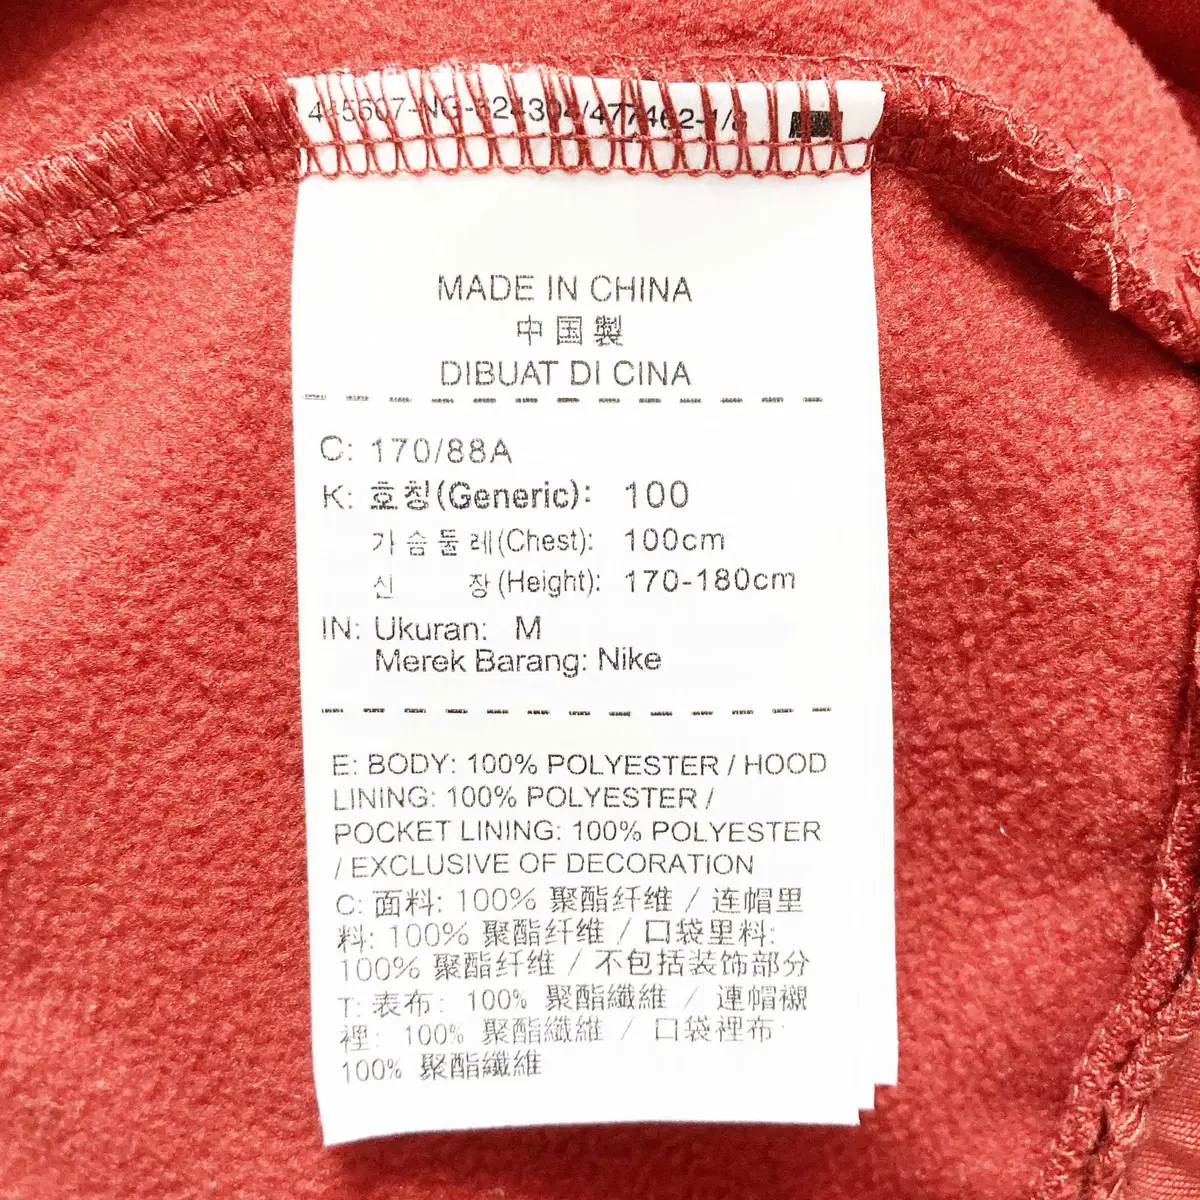 MADE IN CHINA
中国製
DIBUAT DI CINA
C: 170/88A
K: 호칭(Generic): 100
가슴둘레(Chest): 100cm
신 장(Height): 170-180cm
IN: Ukuran: M
Merek Barang: Nike
E: BODY: 100% POLYESTER / HOOD
LINING: 100% POLYESTER /
POCKET LINING: 100% POLYESTER
/ EXCLUSIVE OF DECORATION
C: 面料: 100% 聚酯纤维 / 连帽里
料: 100% 聚酯纤维 / 口袋里料:
100% 聚酯纤维 / 不包括装饰部分
T: 表布: 100% 聚酯纖維 / 連帽襯
裡: 100% 聚酯纖維 / 口袋裡布:
100% 聚酯纖維